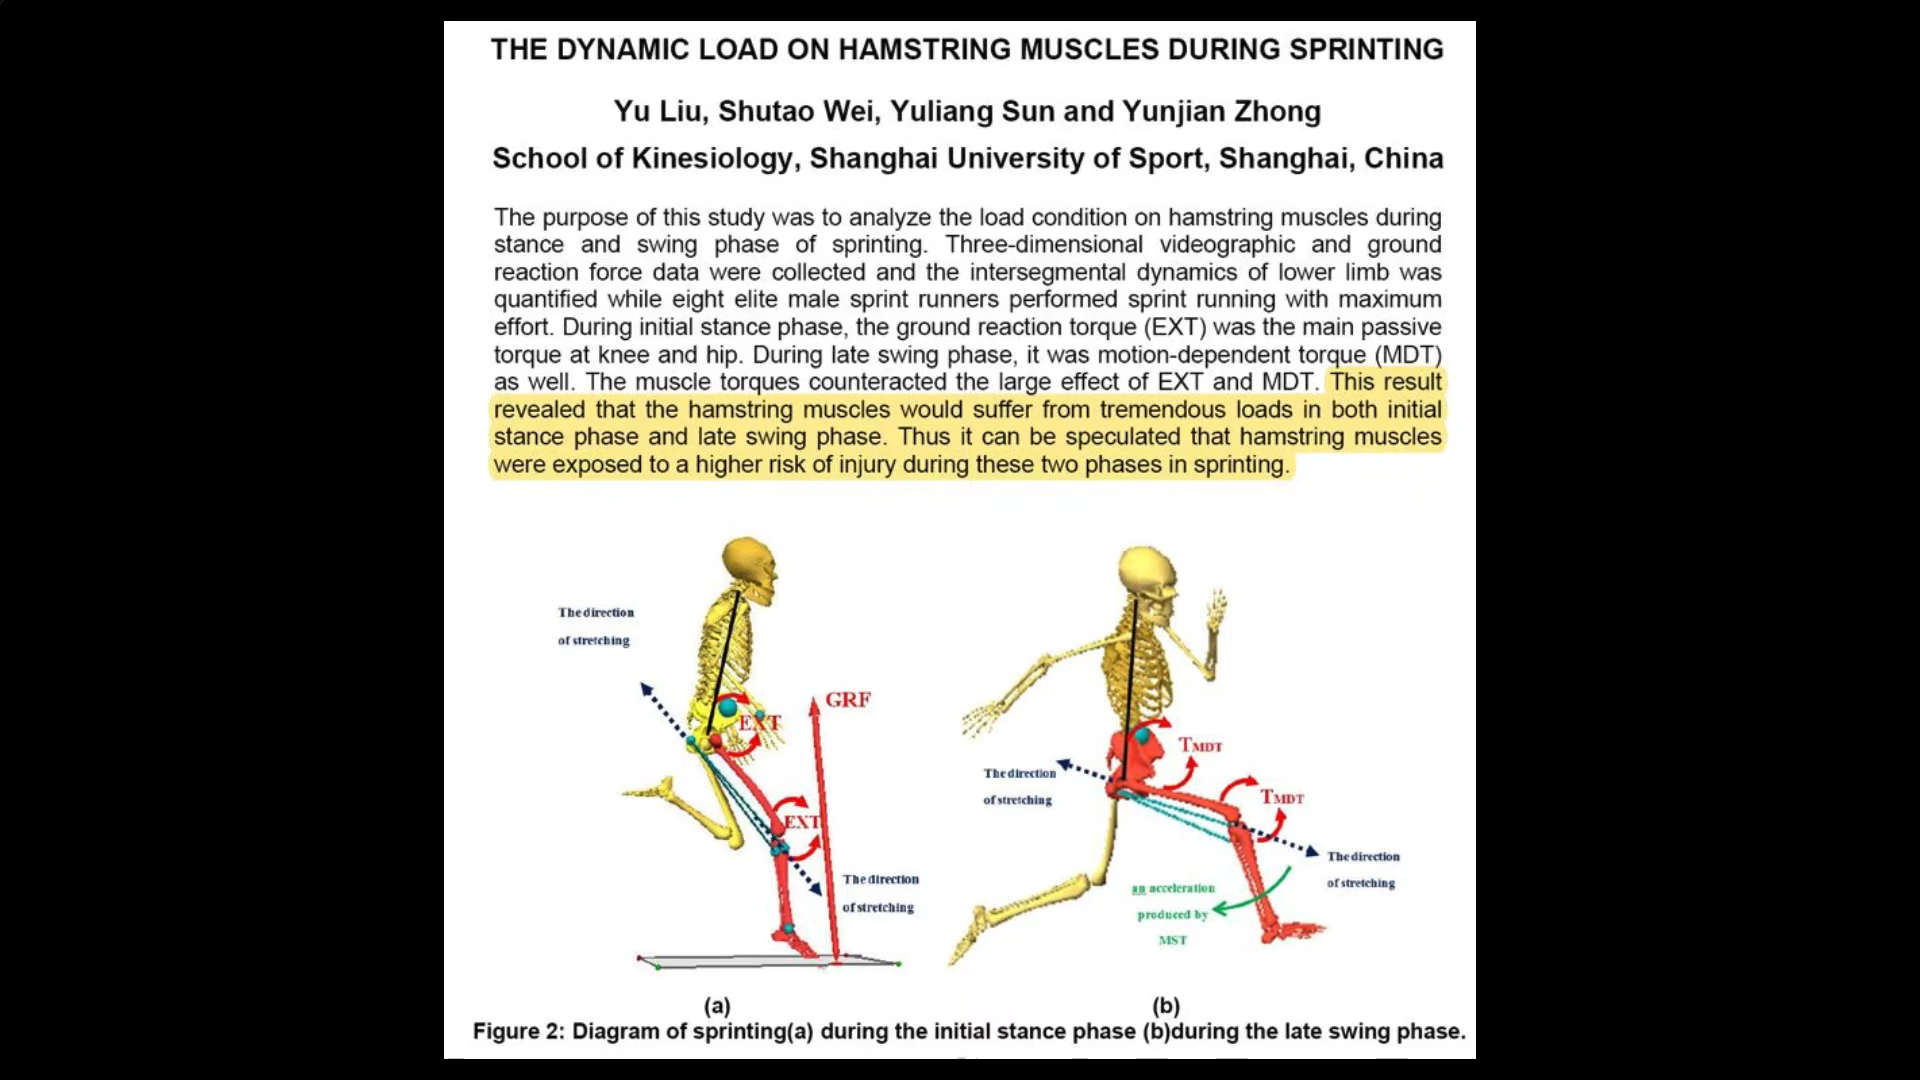 THE DYNAMIC LOAD ON HAMSTRING MUSCLES DURING SPRINTING
Yu Liu, Shutao Wei, Yuliang Sun and Yunjian Zhong
School of Kinesiology, Shanghai University of Sport, Shanghai, China
The purpose of this study was to analyze the load condition on hamstring muscles during
stance and swing phase of sprinting. Three-dimensional videographic and ground
reaction force data were collected and the intersegmental dynamics of lower limb was
quantified while eight elite male sprint runners performed sprint running with maximum
effort. During initial stance phase, the ground reaction torque (EXT) was the main passive
torque at knee and hip. During late swing phase, it was motion-dependent torque (MDT)
as well. The muscle torques counteracted the large effect of EXT and MDT. This result
revealed that the hamstring muscles would suffer from tremendous loads in both initial
stance phase and late swing phase. Thus it can be speculated that hamstring muscles
were exposed to a higher risk of injury during these two phases in sprinting.
The direction
of stretching
GRF
EXT
EXT
The direction
of stretching
(a)
TMDT
The direction
of stretching
TMDT
The direction
of stretching
an acceleration
produced by
MST
(b)
Figure 2: Diagram of sprinting(a) during the initial stance phase (b)during the late swing phase.